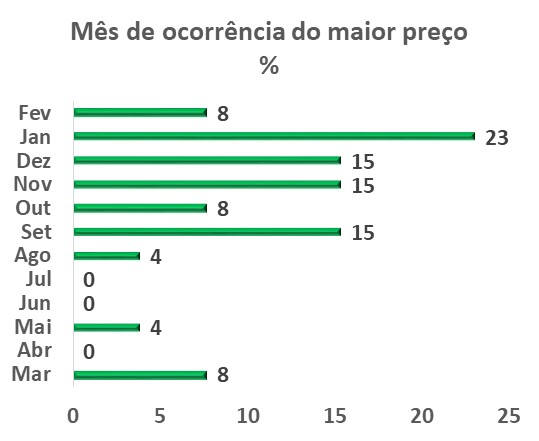 Mês de ocorrência do maior preço
%
Fev 8
Jan 23
Dez 15
Nov 15
Out 8
Set 15
Ago 4
Jul 0
Jun 0
Mai 4
Abr 0
Mar 8
0 5 10 15 20 25